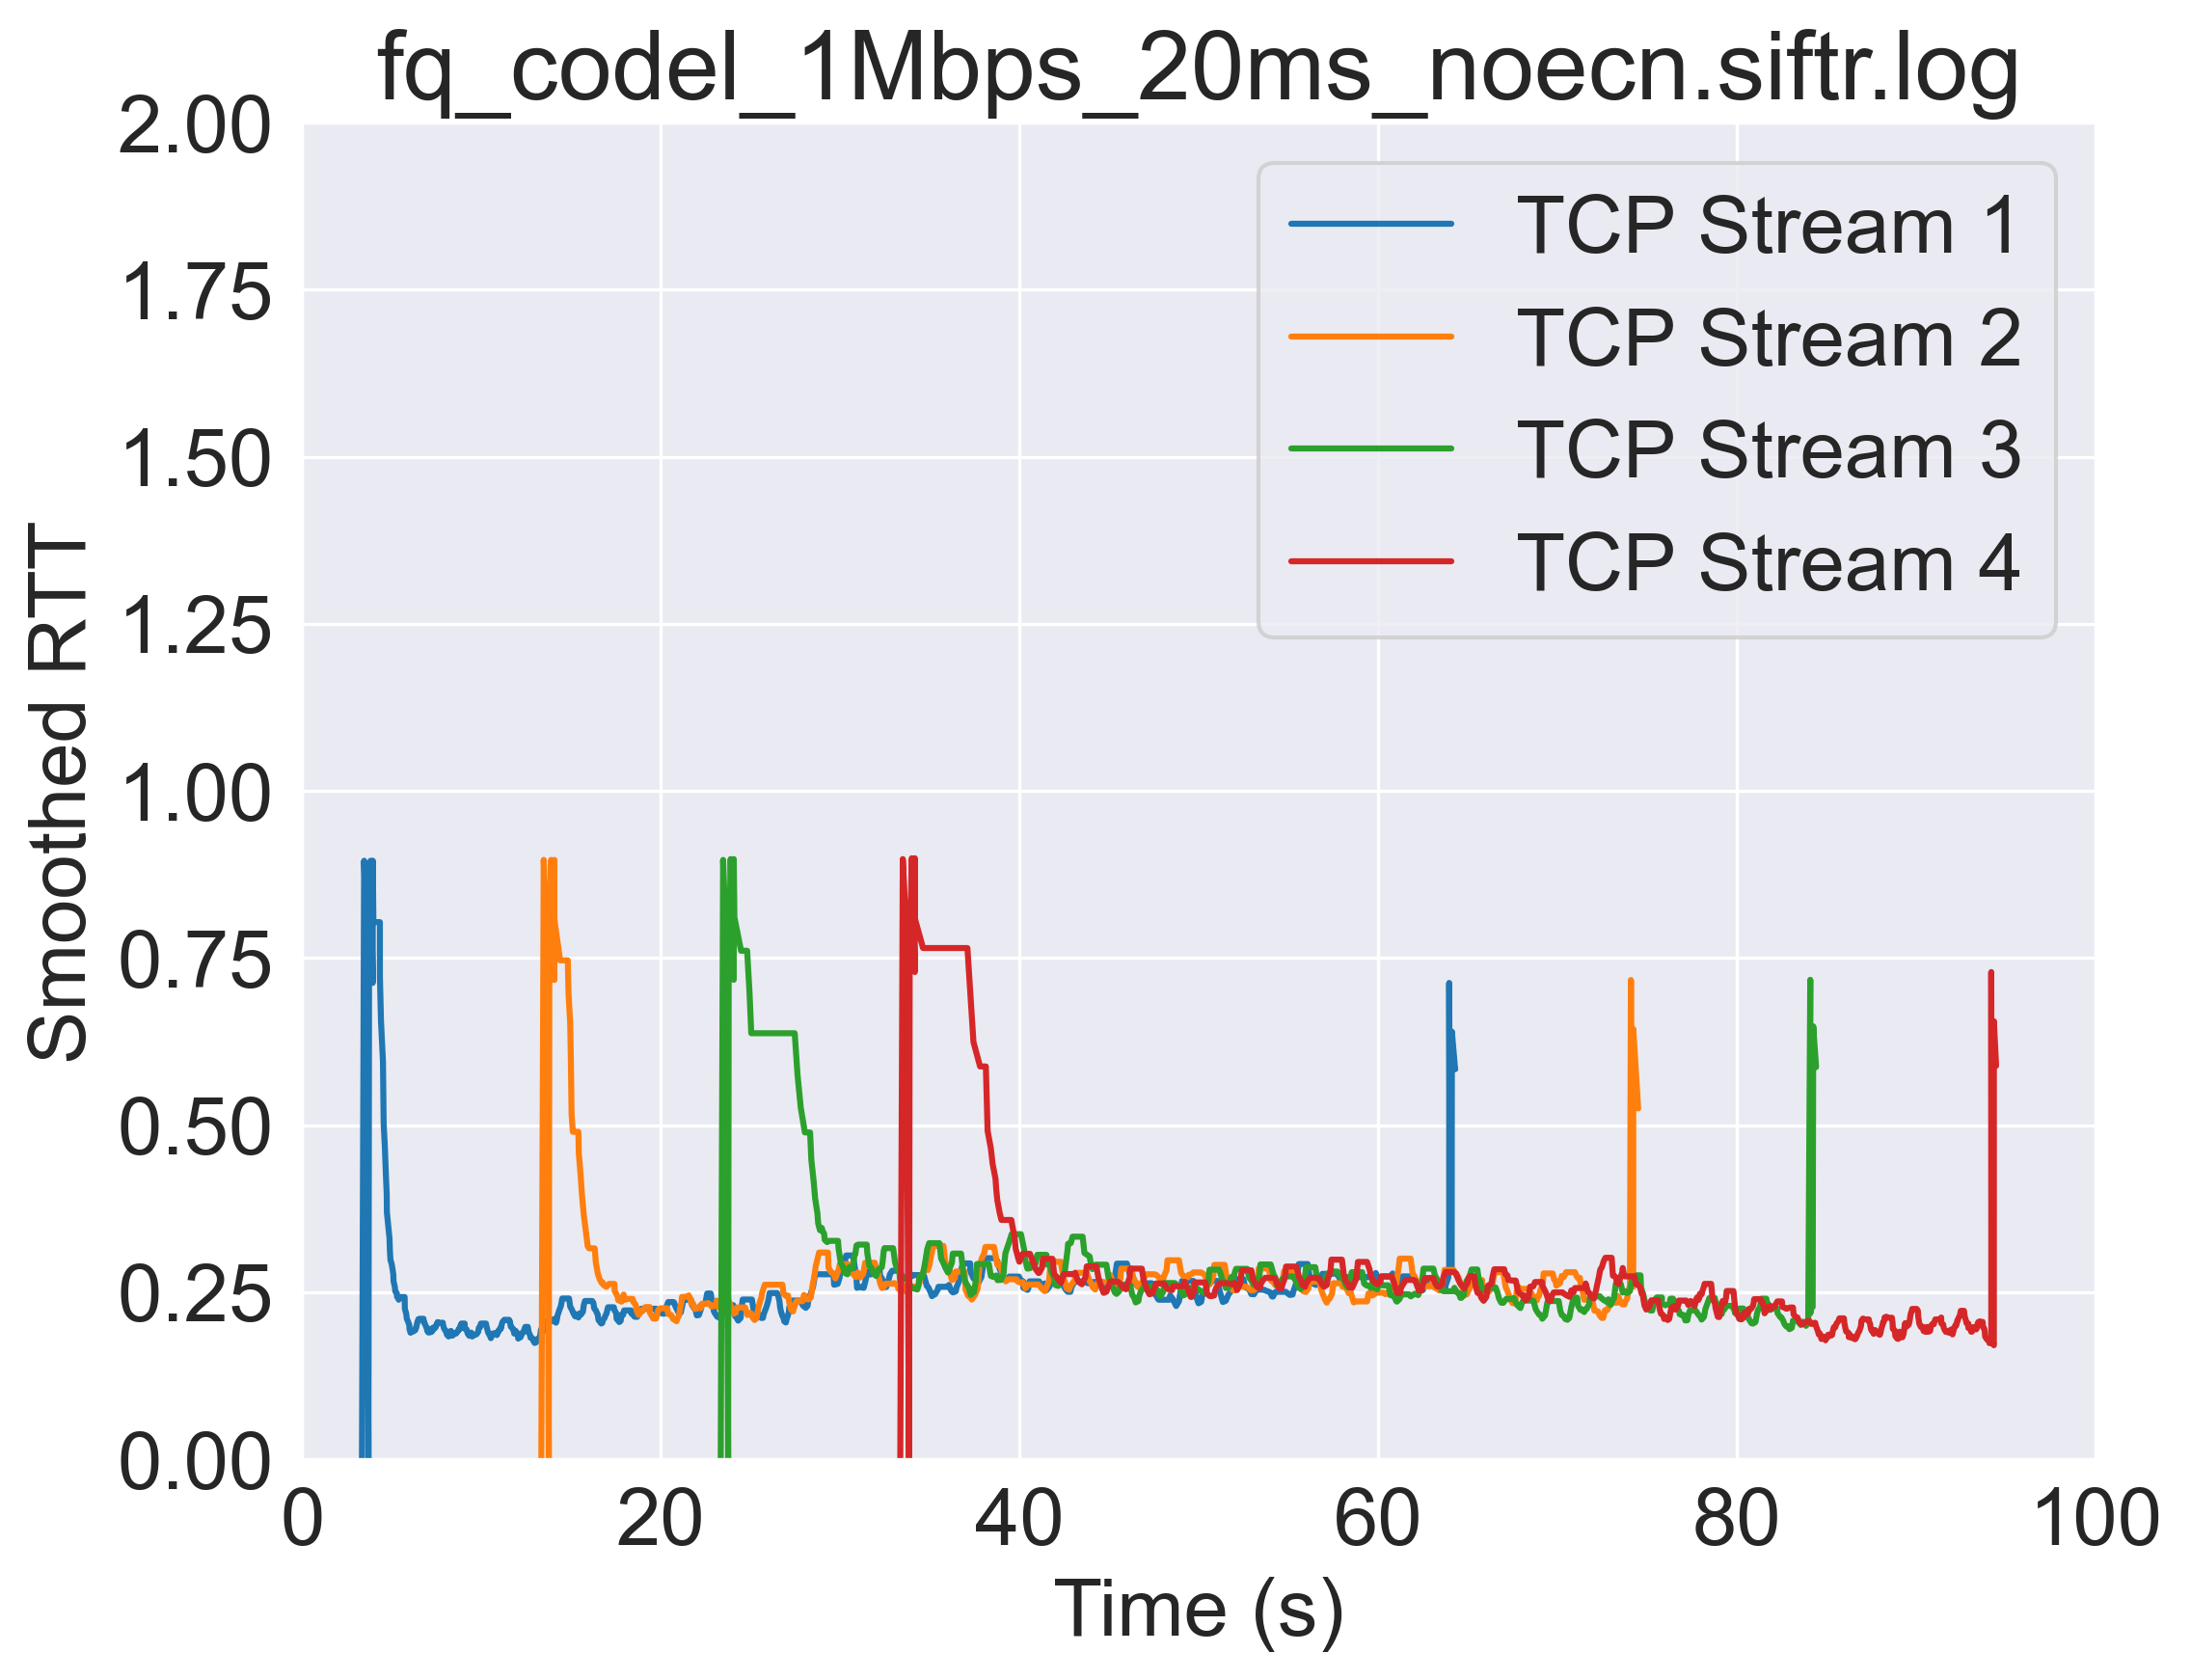 fq_codel_1Mbps_20ms_noecn.siftr.log
2.00
1.75
1.50
1.25
1.00
0.75
0.50
0.25
0.00
Smoothed RTT
TCP Stream 1
TCP Stream 2
TCP Stream 3
TCP Stream 4
0 20 40 60 80 100
Time (s)